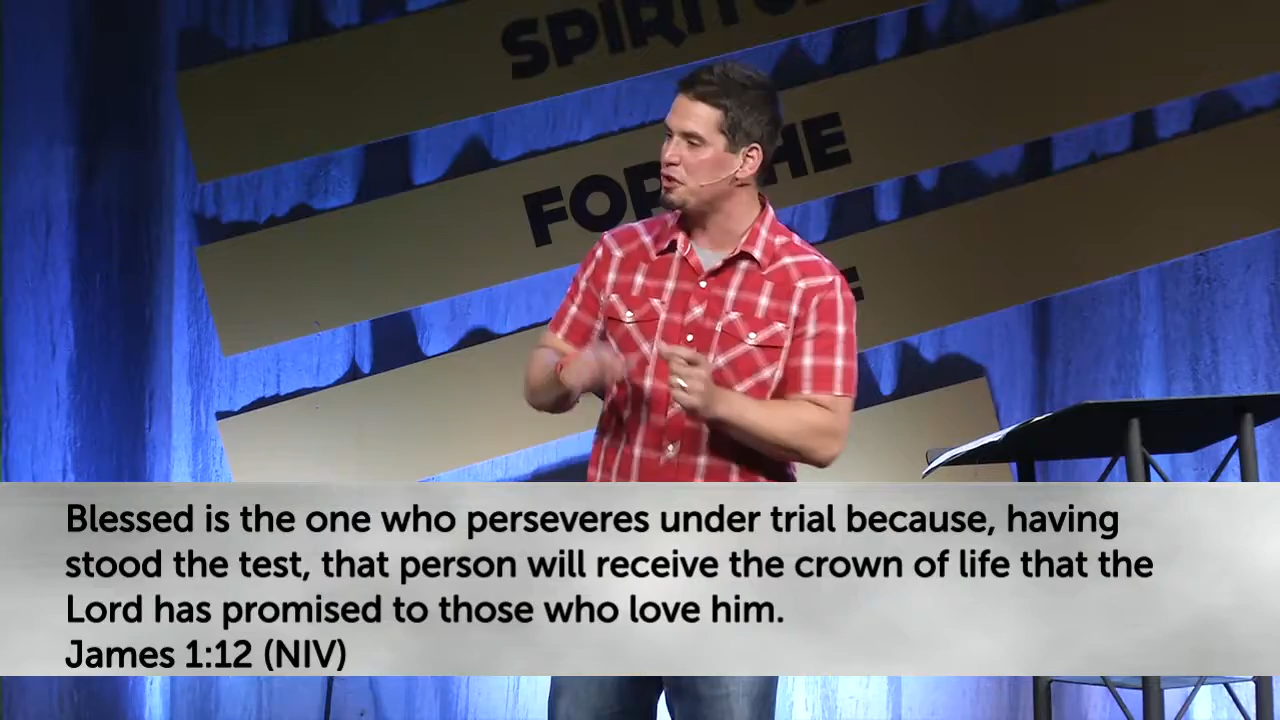 FOR THE
Blessed is the one who perseveres under trial because, having
stood the test, that person will receive the crown of life that the
Lord has promised to those who love him.
James 1:12 (NIV)